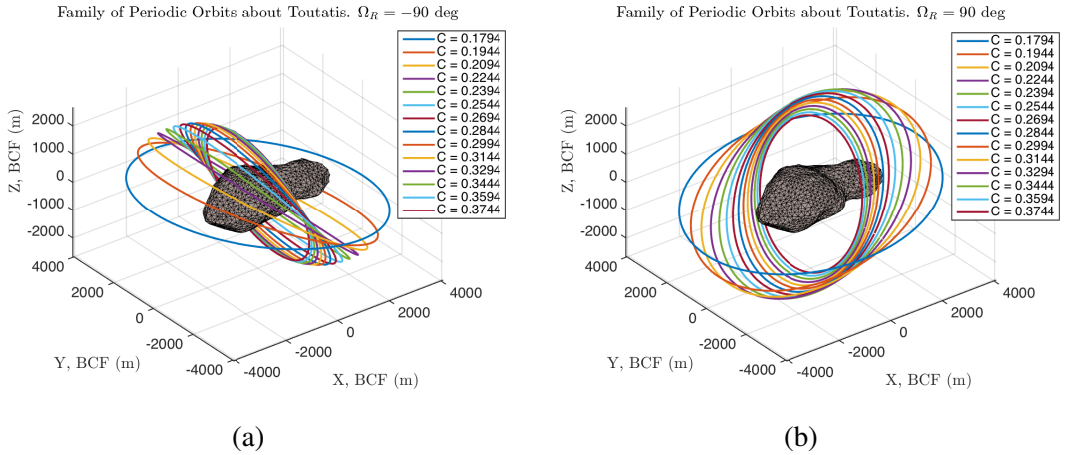 Family of Periodic Orbits about Toutatis. Ω_R = −90 deg
C = 0.1794
C = 0.1944
C = 0.2094
C = 0.2244
C = 0.2394
C = 0.2544
C = 0.2694
C = 0.2844
C = 0.2994
C = 0.3144
C = 0.3294
C = 0.3444
C = 0.3594
C = 0.3744
Z, BCF (m)
2000
1000
0
-1000
-2000
4000
2000
0
-2000
-4000
Y, BCF (m)
-4000
-2000
0
2000
4000
X, BCF (m)
(a)
Family of Periodic Orbits about Toutatis. Ω_R = 90 deg
C = 0.1794
C = 0.1944
C = 0.2094
C = 0.2244
C = 0.2394
C = 0.2544
C = 0.2694
C = 0.2844
C = 0.2994
C = 0.3144
C = 0.3294
C = 0.3444
C = 0.3594
C = 0.3744
Z, BCF (m)
2000
1000
0
-1000
-2000
4000
2000
0
-2000
-4000
Y, BCF (m)
-4000
-2000
0
2000
4000
X, BCF (m)
(b)